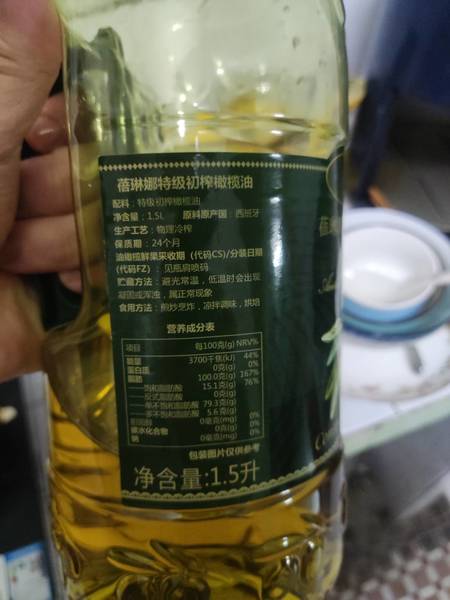 蓓琳娜特级初榨橄榄油
配料：特级初榨橄榄油
净含量：1.5L 原料原产国：西班牙
生产工艺：物理冷榨
保质期：24个月
油橄榄鲜果采收期（代码CS)/分装日期
（代码FZ）：见瓶肩喷码
贮藏方法：避光常温，低温时会出现
凝固或浑浊，属正常现象
食用方法：煎炒烹炸，凉拌调味，烘焙
营养成分表
项目 每100克(g) NRV%
能量 3700千焦(kJ) 44%
蛋白质 0克(g) 0%
脂肪 100.0克(g) 167%
—饱和脂肪酸 15.1克(g) 76%
—反式脂肪酸 0克(g)
—单不饱和脂肪酸 79.3克(g)
—多不饱和脂肪酸 5.6克(g)
胆固醇 0毫克(mg) 0%
碳水化合物 0克(g) 0%
钠 0毫克(mg) 0%
包装图片仅供参考
净含量:1.5升